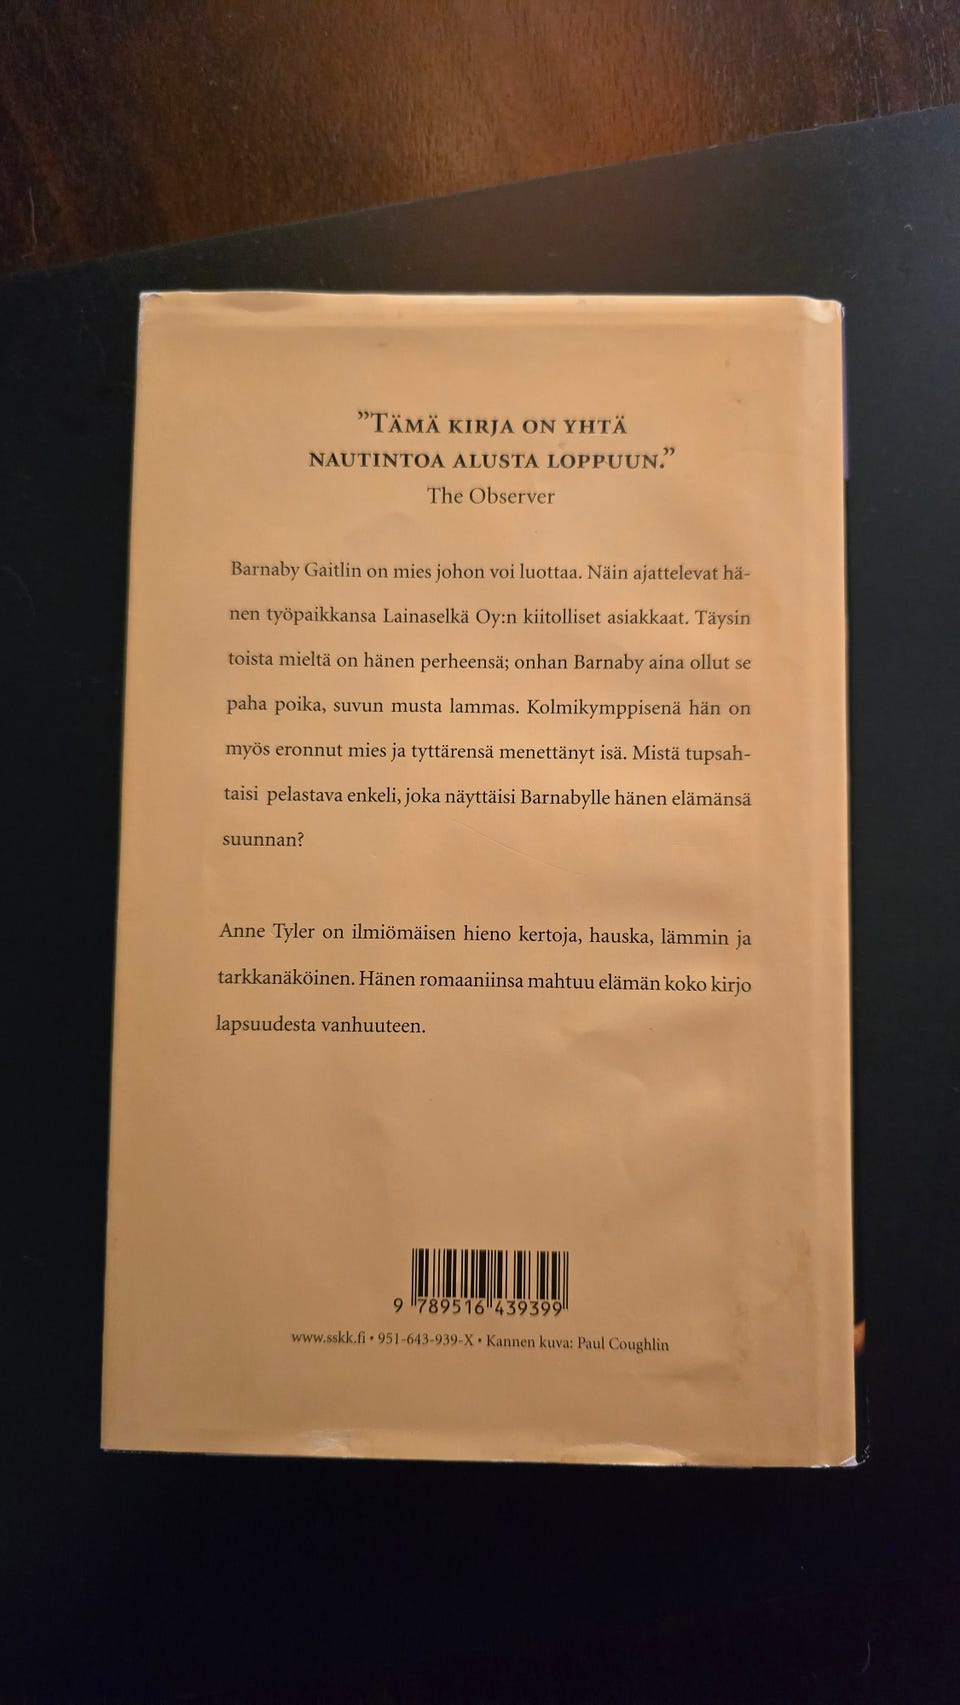 ”Tämä kirja on yhtä
nautintoa alusta loppuun.”
The Observer
Barnaby Gaitlin on mies johon voi luottaa. Näin ajattelevat hä-
nen työpaikkansa Lainaselkä Oy:n kiitolliset asiakkaat. Täysin
toista mieltä on hänen perheensä; onhan Barnaby aina ollut se
paha poika, suvun musta lammas. Kolmikymppisenä hän on
myös eronnut mies ja tyttärensä menettänyt isä. Mistä tupsah-
taisi pelastava enkeli, joka näyttäisi Barnabylle hänen elämänsä
suunnan?
Anne Tyler on ilmiömäisen hieno kertoja, hauska, lämmin ja
tarkkanäköinen. Hänen romaaniinsa mahtuu elämän koko kirjo
lapsuudesta vanhuuteen.
9 789516 439399
www.sskk.fi • 951-643-939-X • Kannen kuva: Paul Coughlin